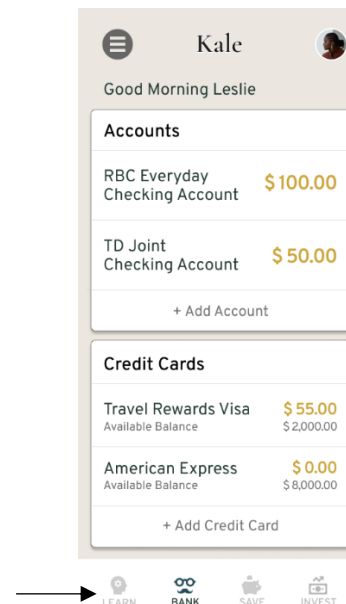 Kale
Good Morning Leslie
Accounts
RBC Everyday
Checking Account
$100.00
TD Joint
Checking Account
$50.00
+ Add Account
Credit Cards
Travel Rewards Visa $55.00
Available Balance $2,000.00
American Express $0.00
Available Balance $8,000.00
+ Add Credit Card
LEARN BANK SAVE INVEST